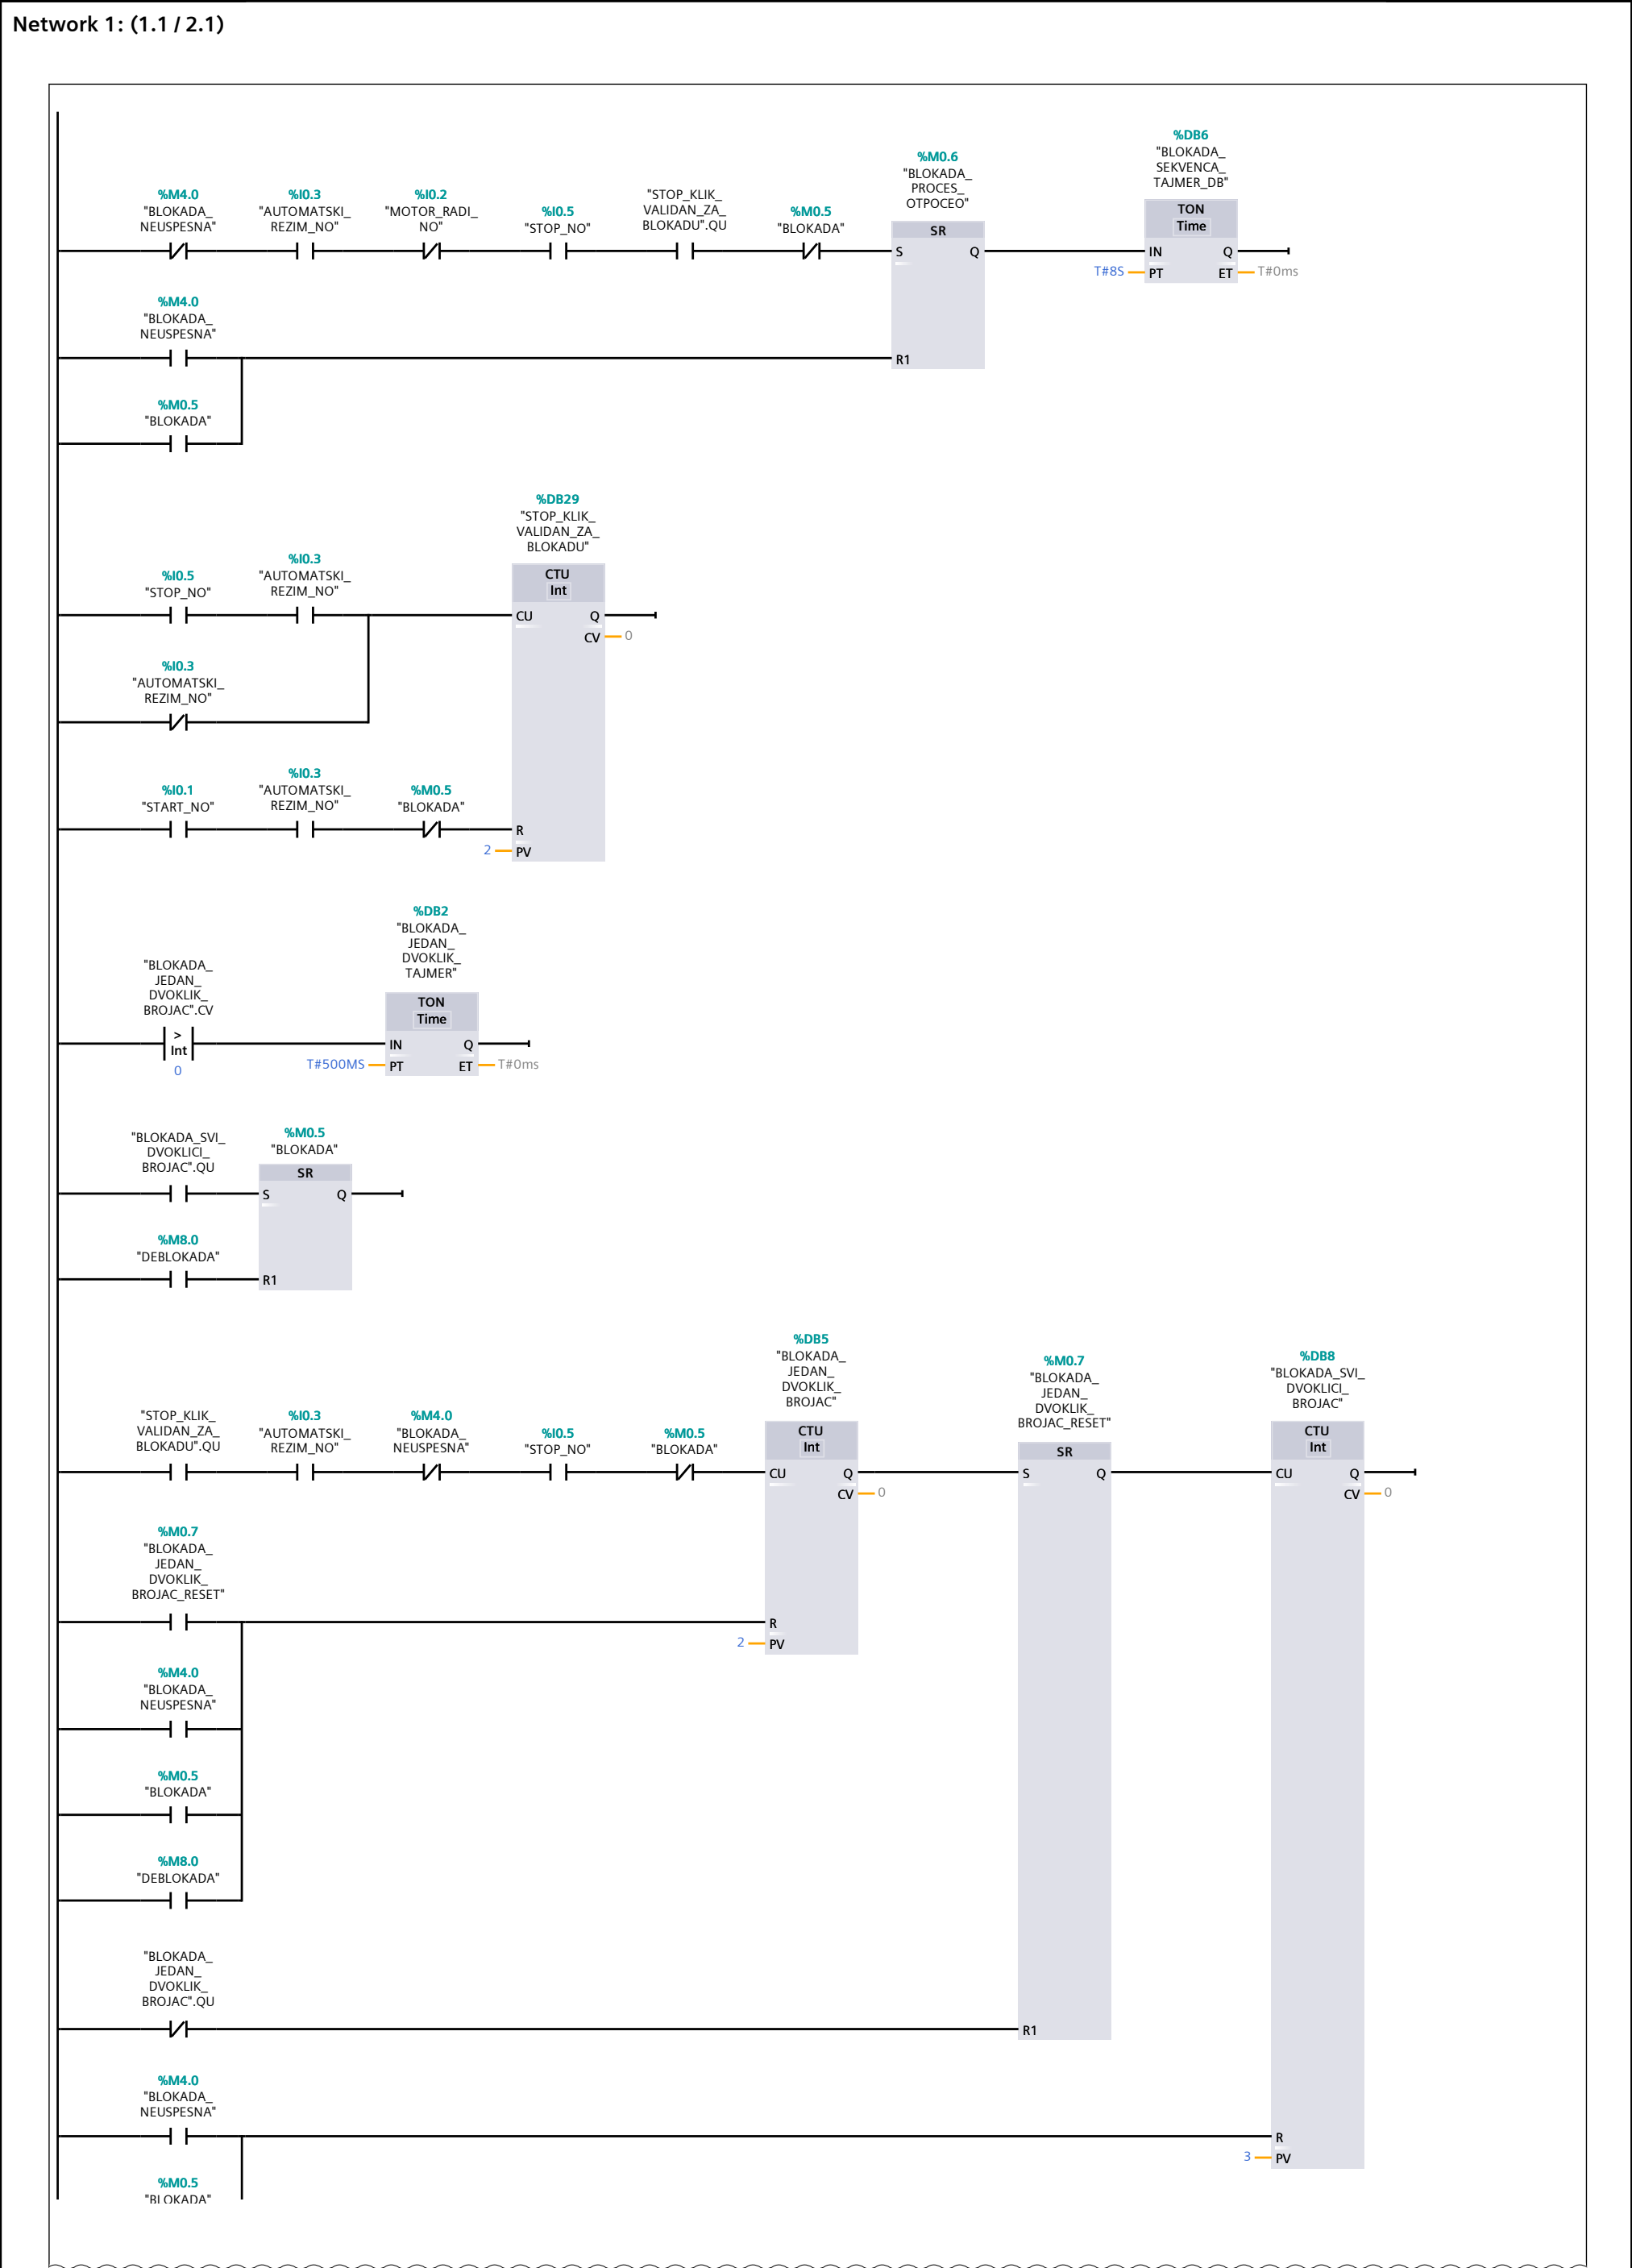 Network 1: (1.1 / 2.1)
%M4.0
"BLOKADA_
NEUSPESNA"
%I0.3
"AUTOMATSKI_
REZIM_NO"
%I0.2
"MOTOR_RADI_
NO"
%I0.5
"STOP_NO"
"STOP_KLIK_
VALIDAN_ZA_
BLOKADU".QU
%M0.5
"BLOKADA"
%M0.6
"BLOKADA_
PROCES_
OTPOCEO"
SR
S Q
R1
%DB6
"BLOKADA_
SEKVENCA_
TAJMER_DB"
TON
Time
IN Q
T#8S PT ET T#0ms
%M4.0
"BLOKADA_
NEUSPESNA"
%M0.5
"BLOKADA"
%DB29
"STOP_KLIK_
VALIDAN_ZA_
BLOKADU"
CTU
Int
CU Q
CV 0
R
2 PV
%I0.5
"STOP_NO"
%I0.3
"AUTOMATSKI_
REZIM_NO"
%I0.3
"AUTOMATSKI_
REZIM_NO"
%I0.1
"START_NO"
%I0.3
"AUTOMATSKI_
REZIM_NO"
%M0.5
"BLOKADA"
%DB2
"BLOKADA_
JEDAN_
DVOKLIK_
TAJMER"
"BLOKADA_
JEDAN_
DVOKLIK_
BROJAC".CV
>
Int
0
TON
Time
IN Q
T#500MS PT ET T#0ms
"BLOKADA_SVI_
DVOKLICI_
BROJAC".QU
%M0.5
"BLOKADA"
SR
S Q
%M8.0
"DEBLOKADA"
R1
"STOP_KLIK_
VALIDAN_ZA_
BLOKADU".QU
%I0.3
"AUTOMATSKI_
REZIM_NO"
%M4.0
"BLOKADA_
NEUSPESNA"
%I0.5
"STOP_NO"
%M0.5
"BLOKADA"
%DB5
"BLOKADA_
JEDAN_
DVOKLIK_
BROJAC"
CTU
Int
CU Q
CV 0
R
2 PV
%M0.7
"BLOKADA_
JEDAN_
DVOKLIK_
BROJAC_RESET"
SR
S Q
R1
%DB8
"BLOKADA_SVI_
DVOKLICI_
BROJAC"
CTU
Int
CU Q
CV 0
R
3 PV
%M0.7
"BLOKADA_
JEDAN_
DVOKLIK_
BROJAC_RESET"
%M4.0
"BLOKADA_
NEUSPESNA"
%M0.5
"BLOKADA"
%M8.0
"DEBLOKADA"
"BLOKADA_
JEDAN_
DVOKLIK_
BROJAC".QU
%M4.0
"BLOKADA_
NEUSPESNA"
%M0.5
"BLOKADA"